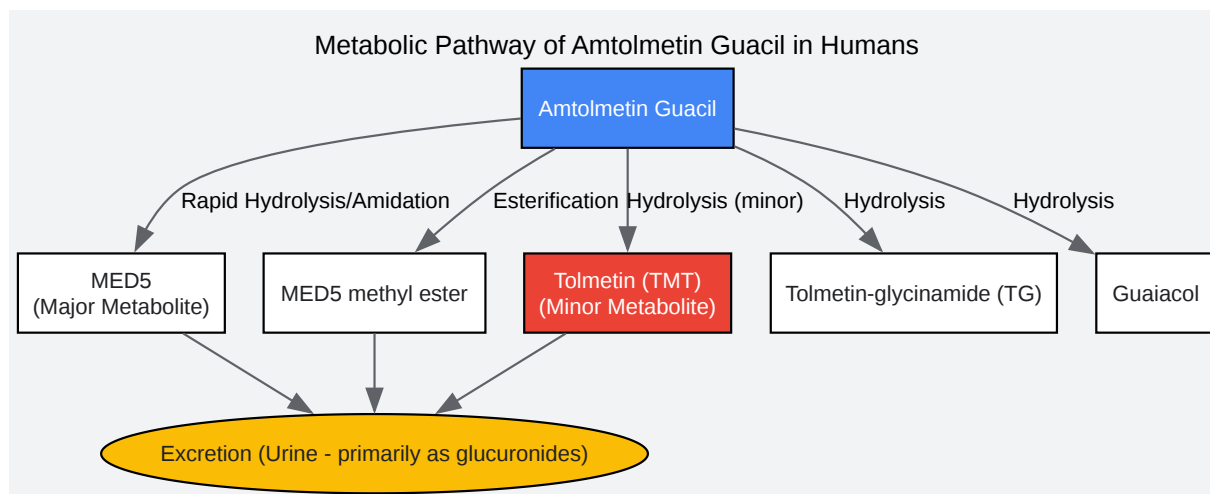 Metabolic Pathway of Amtolmetin Guacil in Humans
Amtolmetin Guacil
Rapid Hydrolysis/Amidation
Esterification
Hydrolysis (minor)
Hydrolysis
Hydrolysis
MED5
(Major Metabolite)
MED5 methyl ester
Tolmetin (TMT)
(Minor Metabolite)
Tolmetin-glycinamide (TG)
Guaiacol
Excretion (Urine - primarily as glucuronides)